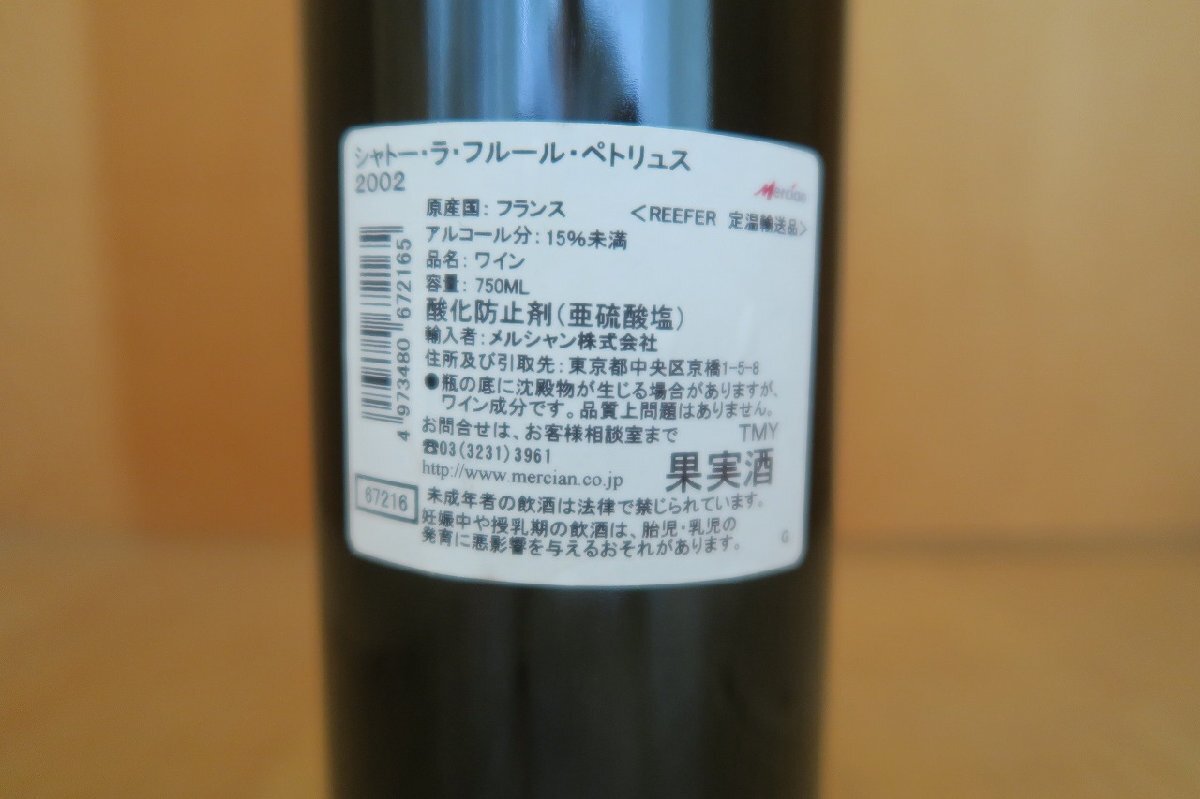 シャトー・ラ・フルール・ペトリュス
2002
Mercian
原産国: フランス
<REEFER 定温輸送品>
アルコール分: 15%未満
品名: ワイン
容量: 750ML
酸化防止剤(亜硫酸塩)
輸入者: メルシャン株式会社
住所及び引取先: 東京都中央区京橋1-5-8
●瓶の底に沈殿物が生じる場合がありますが、
ワイン成分です。品質上問題はありません。
お問合せは、お客様相談室まで
TMY
☎03(3231)3961
http://www.mercian.co.jp
果実酒
4 973480 672165
67216
未成年者の飲酒は法律で禁じられています。
妊娠中や授乳期の飲酒は、胎児・乳児の
発育に悪影響を与えるおそれがあります。
G